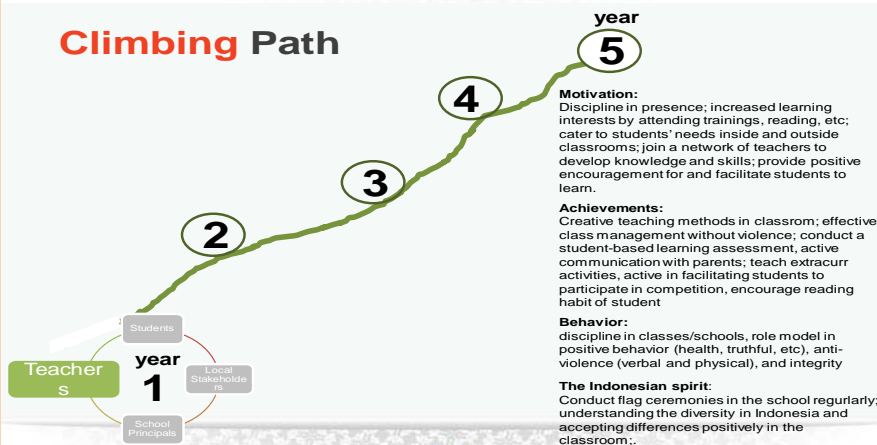 Climbing Path
year
5
4
3
2
Students
Teacher
s
year
1
Local
Stakeholde
rs
School
Principals
Motivation:
Discipline in presence; increased learning
interests by attending trainings, reading, etc;
cater to students' needs inside and outside
classrooms; join a network of teachers to
develop knowledge and skills; provide positive
encouragement for and facilitate students to
learn.
Achievements:
Creative teaching methods in classrom; effective
class management without violence; conduct a
student-based learning assessment, active
communication with parents; teach extracurr
activities, active in facilitating students to
participate in competition, encourage reading
habit of student
Behavior:
discipline in classes/schools, role model in
positive behavior (health, truthful, etc), anti-
violence (verbal and physical), and integrity
The Indonesian spirit:
Conduct flag ceremonies in the school regurlarly;
understanding the diversity in Indonesia and
accepting differences positively in the
classroom;.